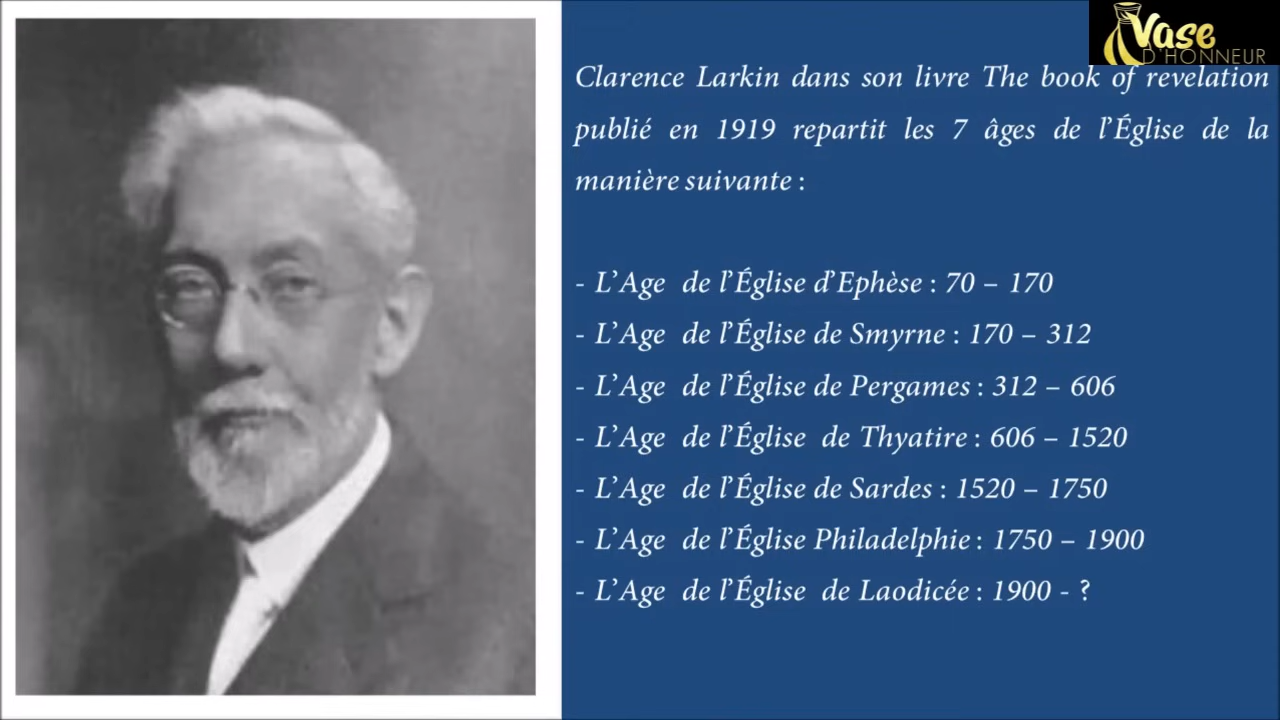 Vase
D'HONNEUR
Clarence Larkin dans son livre The book of revelation
publié en 1919 repartit les 7 âges de l’Église de la
manière suivante :
- L’Age de l’Église d’Ephèse : 70 – 170
- L’Age de l’Église de Smyrne : 170 – 312
- L’Age de l’Église de Pergames : 312 – 606
- L’Age de l’Église de Thyatire : 606 – 1520
- L’Age de l’Église de Sardes : 1520 – 1750
- L’Age de l’Église Philadelphie : 1750 – 1900
- L’Age de l’Église de Laodicée : 1900 - ?